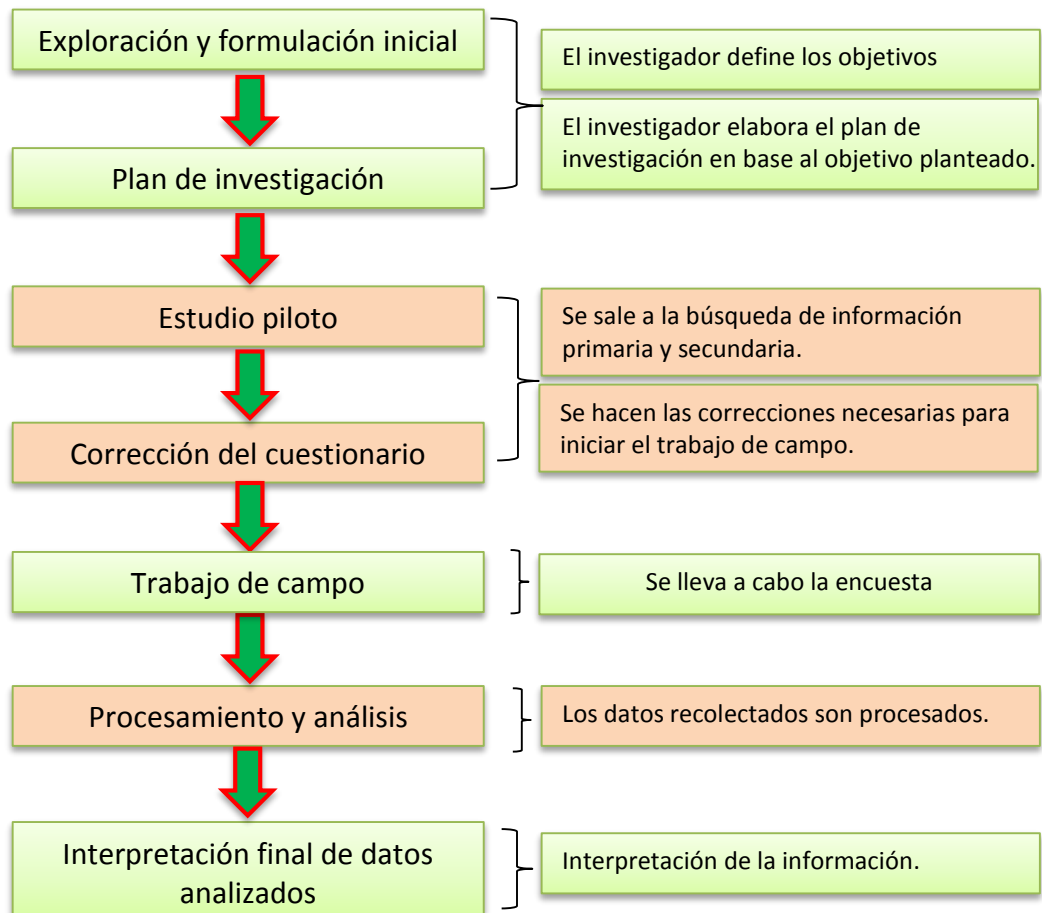 Exploración y formulación inicial
El investigador define los objetivos
El investigador elabora el plan de
investigación en base al objetivo planteado.
Plan de investigación
Estudio piloto
Se sale a la búsqueda de información
primaria y secundaria.
Se hacen las correcciones necesarias para
iniciar el trabajo de campo.
Corrección del cuestionario
Trabajo de campo
Se lleva a cabo la encuesta
Procesamiento y análisis
Los datos recolectados son procesados.
Interpretación final de datos
analizados
Interpretación de la información.